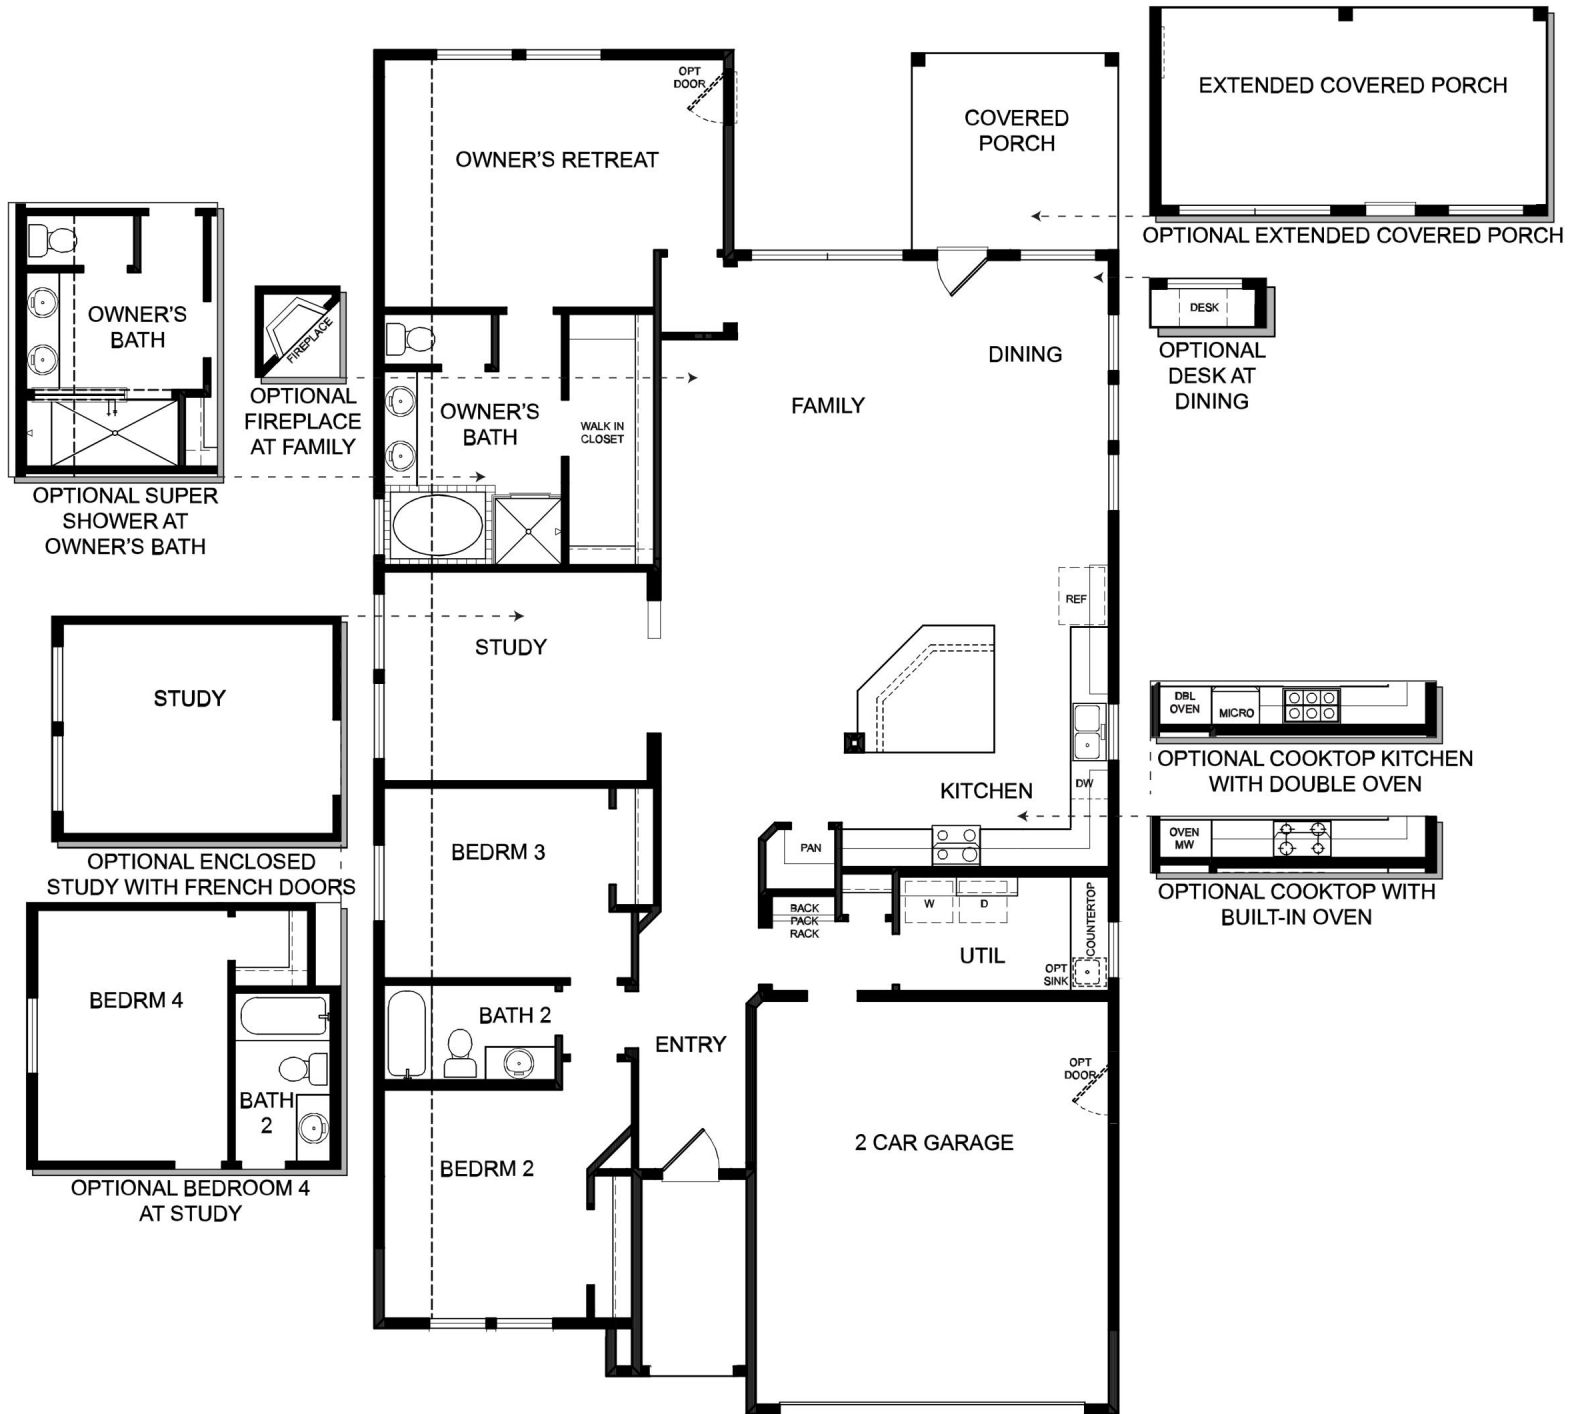 OPT
DOOR
OWNER'S RETREAT
COVERED
PORCH
EXTENDED COVERED PORCH
OPTIONAL EXTENDED COVERED PORCH
OWNER'S
BATH
OPTIONAL SUPER
SHOWER AT
OWNER'S BATH
FIREPLACE
OPTIONAL
FIREPLACE
AT FAMILY
OWNER'S
BATH
WALK IN
CLOSET
FAMILY
DINING
DESK
OPTIONAL
DESK AT
DINING
STUDY
OPTIONAL ENCLOSED
STUDY WITH FRENCH DOORS
STUDY
REF
KITCHEN
DW
PAN
DBL
OVEN
MICRO
OPTIONAL COOKTOP KITCHEN
WITH DOUBLE OVEN
OVEN
MW
OPTIONAL COOKTOP WITH
BUILT-IN OVEN
BEDRM 3
BACK
PACK
RACK
W
D
UTIL
COUNTERTOP
OPT
SINK
BEDRM 4
BATH
2
OPTIONAL BEDROOM 4
AT STUDY
BATH 2
ENTRY
OPT
DOOR
2 CAR GARAGE
BEDRM 2